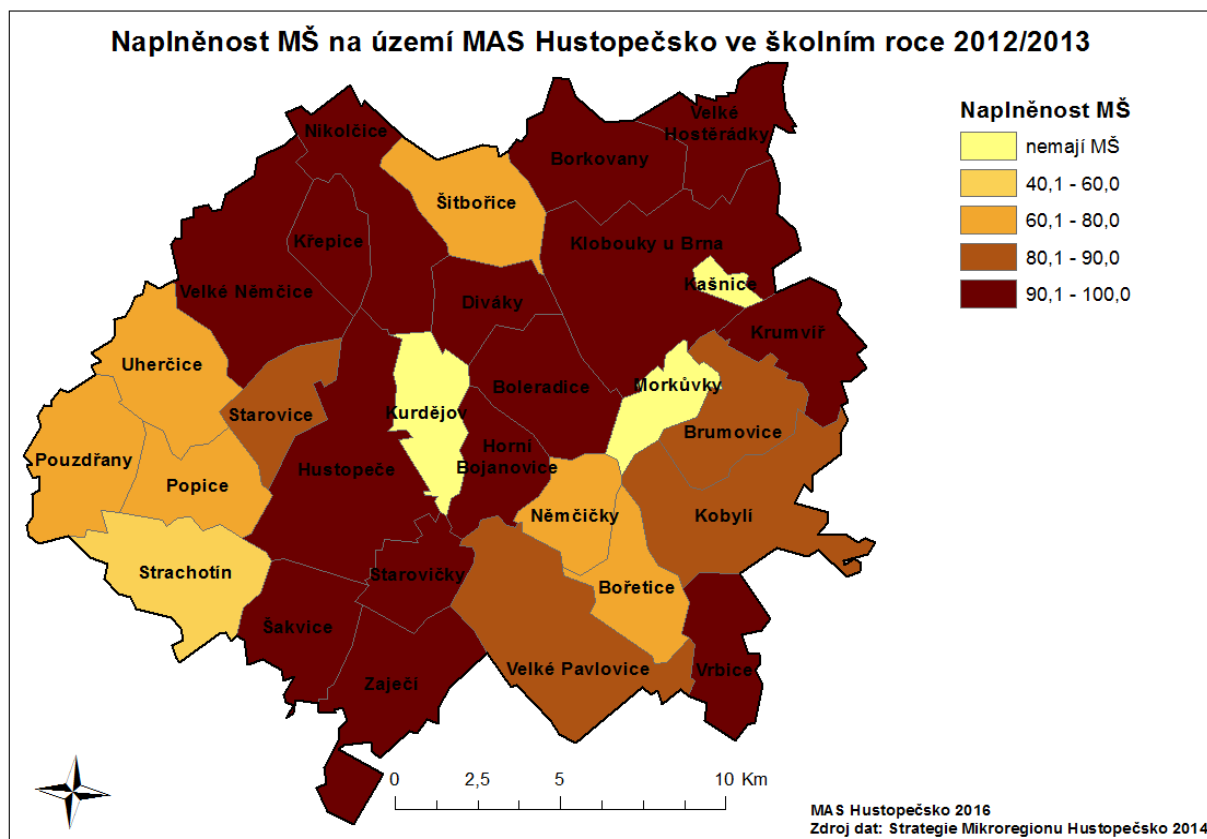 Naplněnost MŠ na území MAS Hustopečsko ve školním roce 2012/2013
Naplněnost MŠ
nemají MŠ
40,1 - 60,0
60,1 - 80,0
80,1 - 90,0
90,1 - 100,0
Velké
Hostěrádky
Nikolčice
Borkovany
Šitbořice
Křepice
Klobouky u Brna
Kašnice
Velké Němčice
Diváky
Krumvíř
Uherčice
Boleradice
Morkůvky
Starovice
Kurdějov
Brumovice
Horní
Bojanovice
Pouzdřany
Hustopeče
Popice
Němčičky
Kobylí
Strachotín
Starovičky
Bořetice
Šakvice
Velké Pavlovice
Vrbice
Zaječí
0 2,5 5 10 Km
MAS Hustopečsko 2016
Zdroj dat: Strategie Mikroregionu Hustopečsko 2014